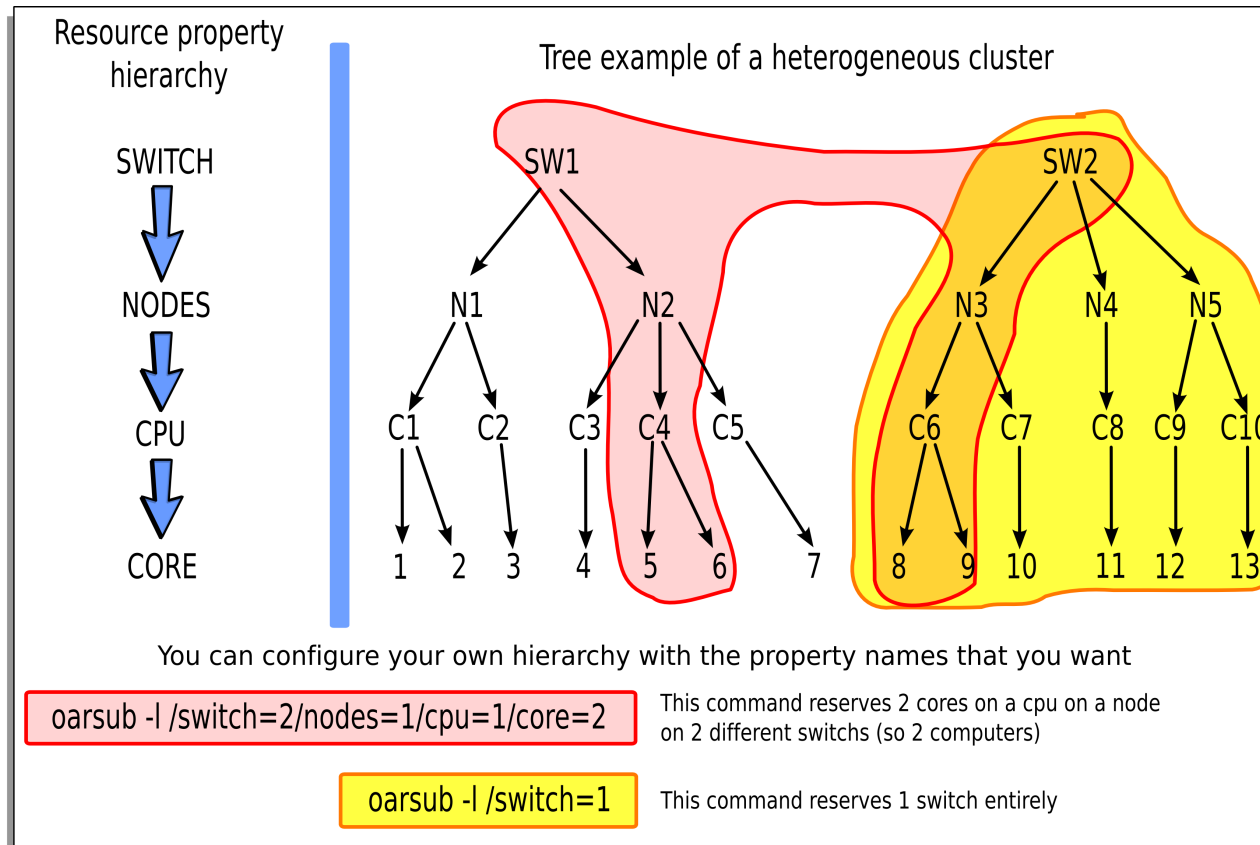 Resource property
hierarchy
Tree example of a heterogeneous cluster
SWITCH
SW1
SW2
NODES
N1
N2
N3
N4
N5
CPU
C1
C2
C3
C4
C5
C6
C7
C8
C9
C10
CORE
1
2
3
4
5
6
7
8
9
10
11
12
13
You can configure your own hierarchy with the property names that you want
oarsub -l /switch=2/nodes=1/cpu=1/core=2
This command reserves 2 cores on a cpu on a node
on 2 different switchs (so 2 computers)
oarsub -l /switch=1
This command reserves 1 switch entirely